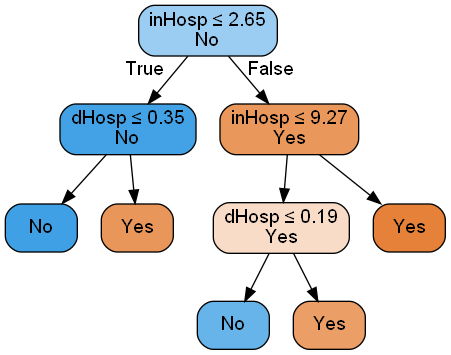 inHosp ≤ 2.65
No
True
False
dHosp ≤ 0.35
No
inHosp ≤ 9.27
Yes
No
Yes
dHosp ≤ 0.19
Yes
Yes
No
Yes